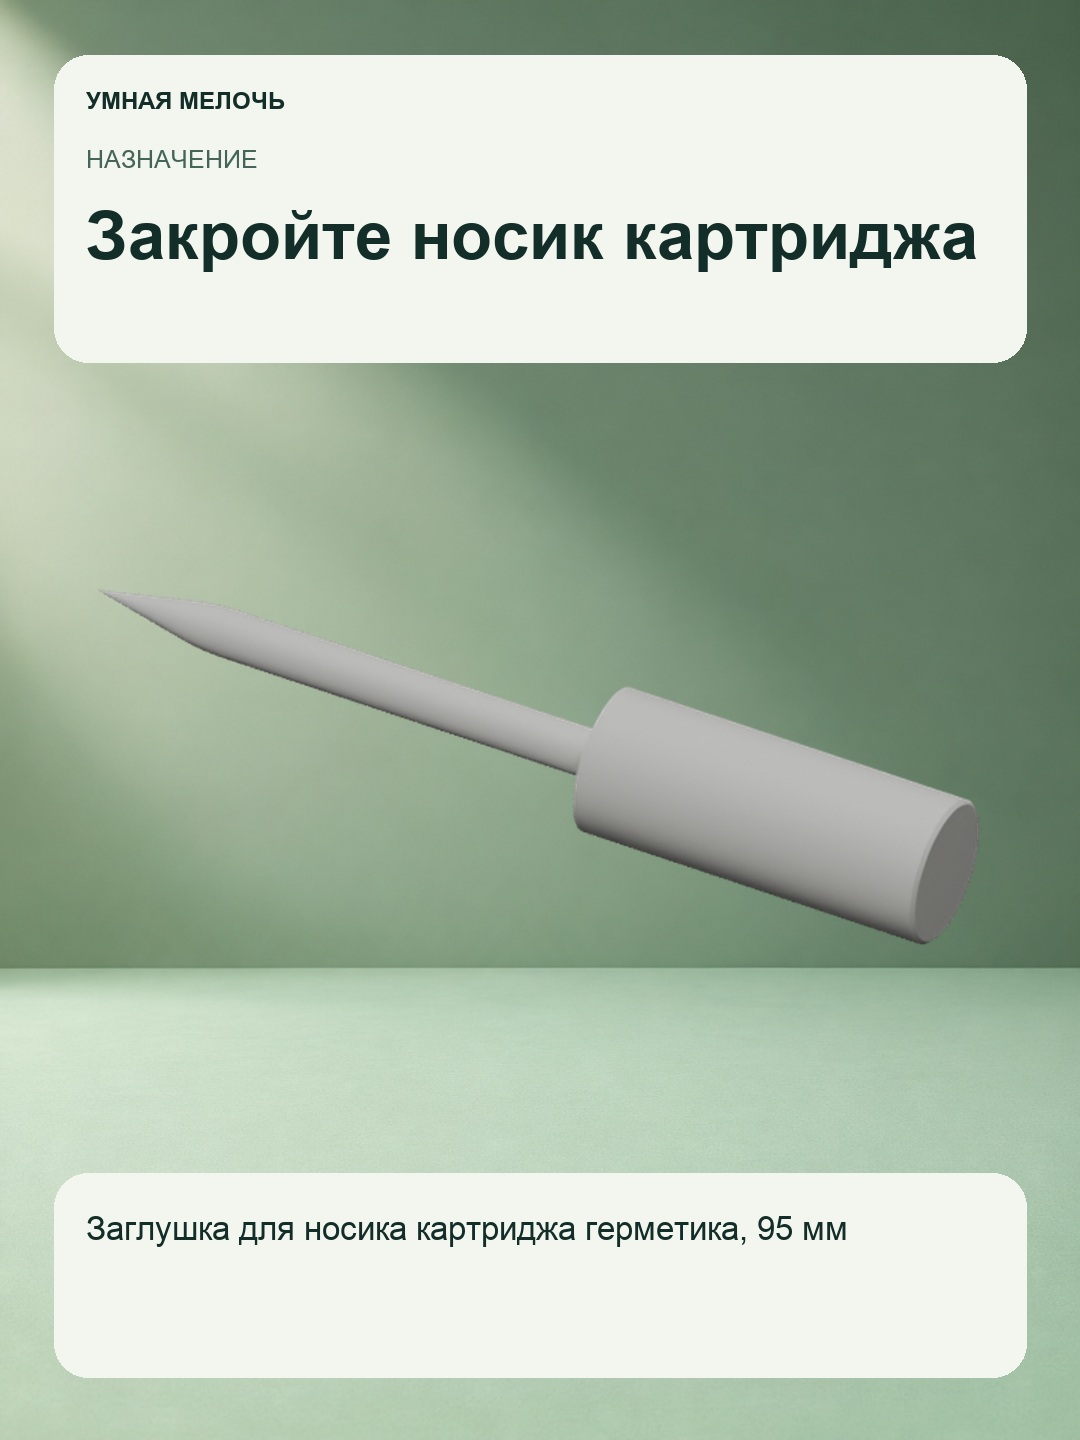 УМНАЯ МЕЛОЧЬ
НАЗНАЧЕНИЕ
Закройте носик картриджа
Заглушка для носика картриджа герметика, 95 мм